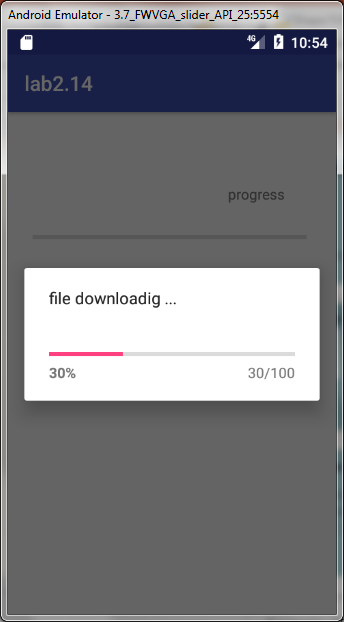 Android Emulator - 3.7_FWVGA_slider_API_25:5554
4G 10:54
lab2.14
progress
file downloadig ...
30% 30/100